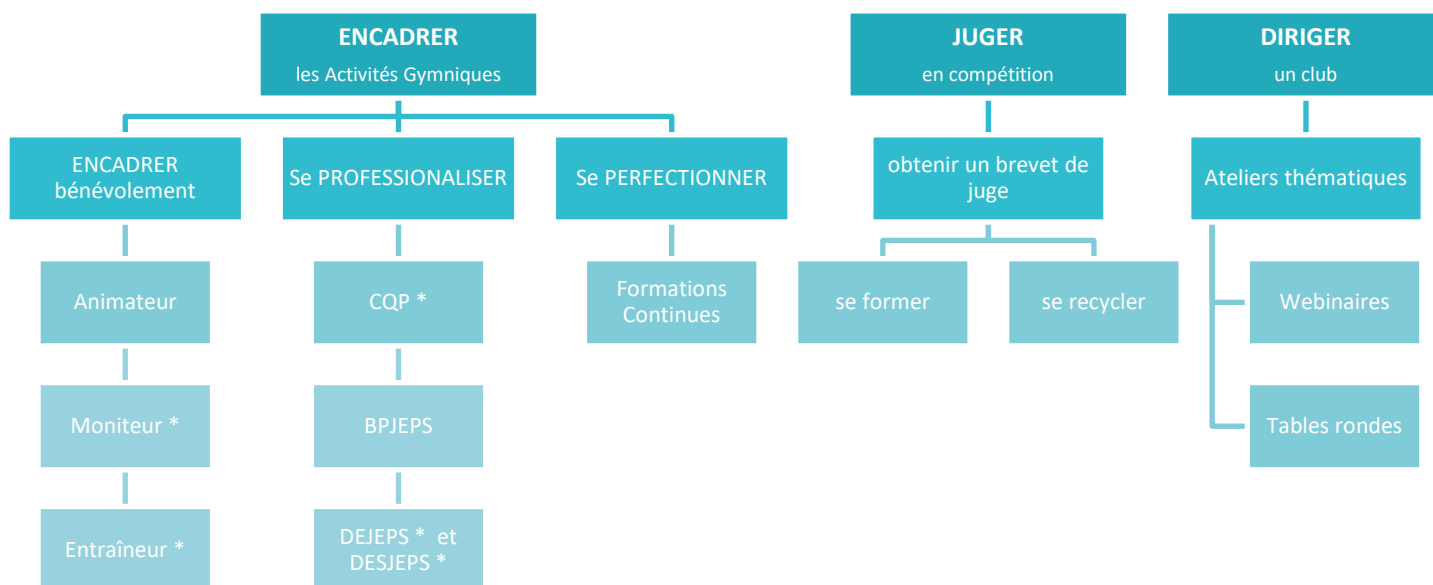 ENCADRER
les Activités Gymniques
JUGER
en compétition
DIRIGER
un club
ENCADRER
bénévolement
Se PROFESSIONALISER
Se PERFECTIONNER
obtenir un brevet de
juge
Ateliers thématiques
Animateur
CQP *
Formations
Continues
se former
se recycler
Webinaires
Moniteur *
BPJEPS
Tables rondes
Entraîneur *
DEJEPS * et
DESJEPS *